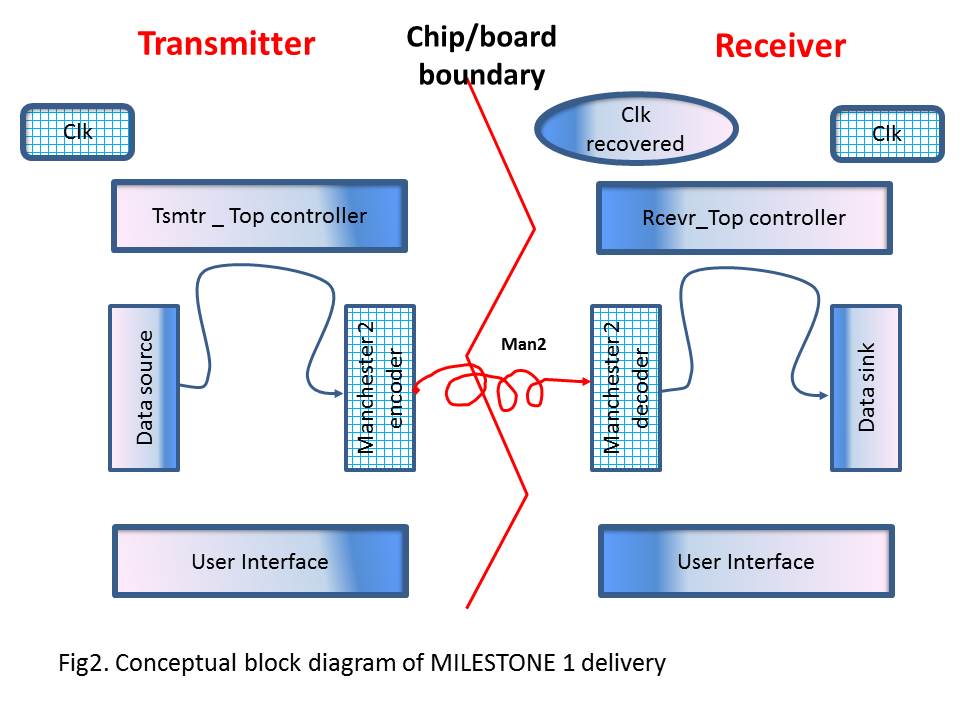 Transmitter
Chip/board
boundary
Receiver
Clk
Clk
recovered
Clk
Tsmtr _ Top controller
Rcevr_Top controller
Data source
Manchester 2
encoder
Man2
Manchester 2
decoder
Data sink
User Interface
User Interface
Fig2. Conceptual block diagram of MILESTONE 1 delivery